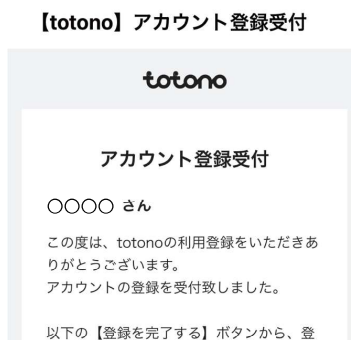 【totono】アカウント登録受付
totono
アカウント登録受付
○○○○ さん
この度は、totonoの利用登録をいただきあ
りがとうございます。
アカウントの登録を受付致しました。
以下の【登録を完了する】ボタンから、登